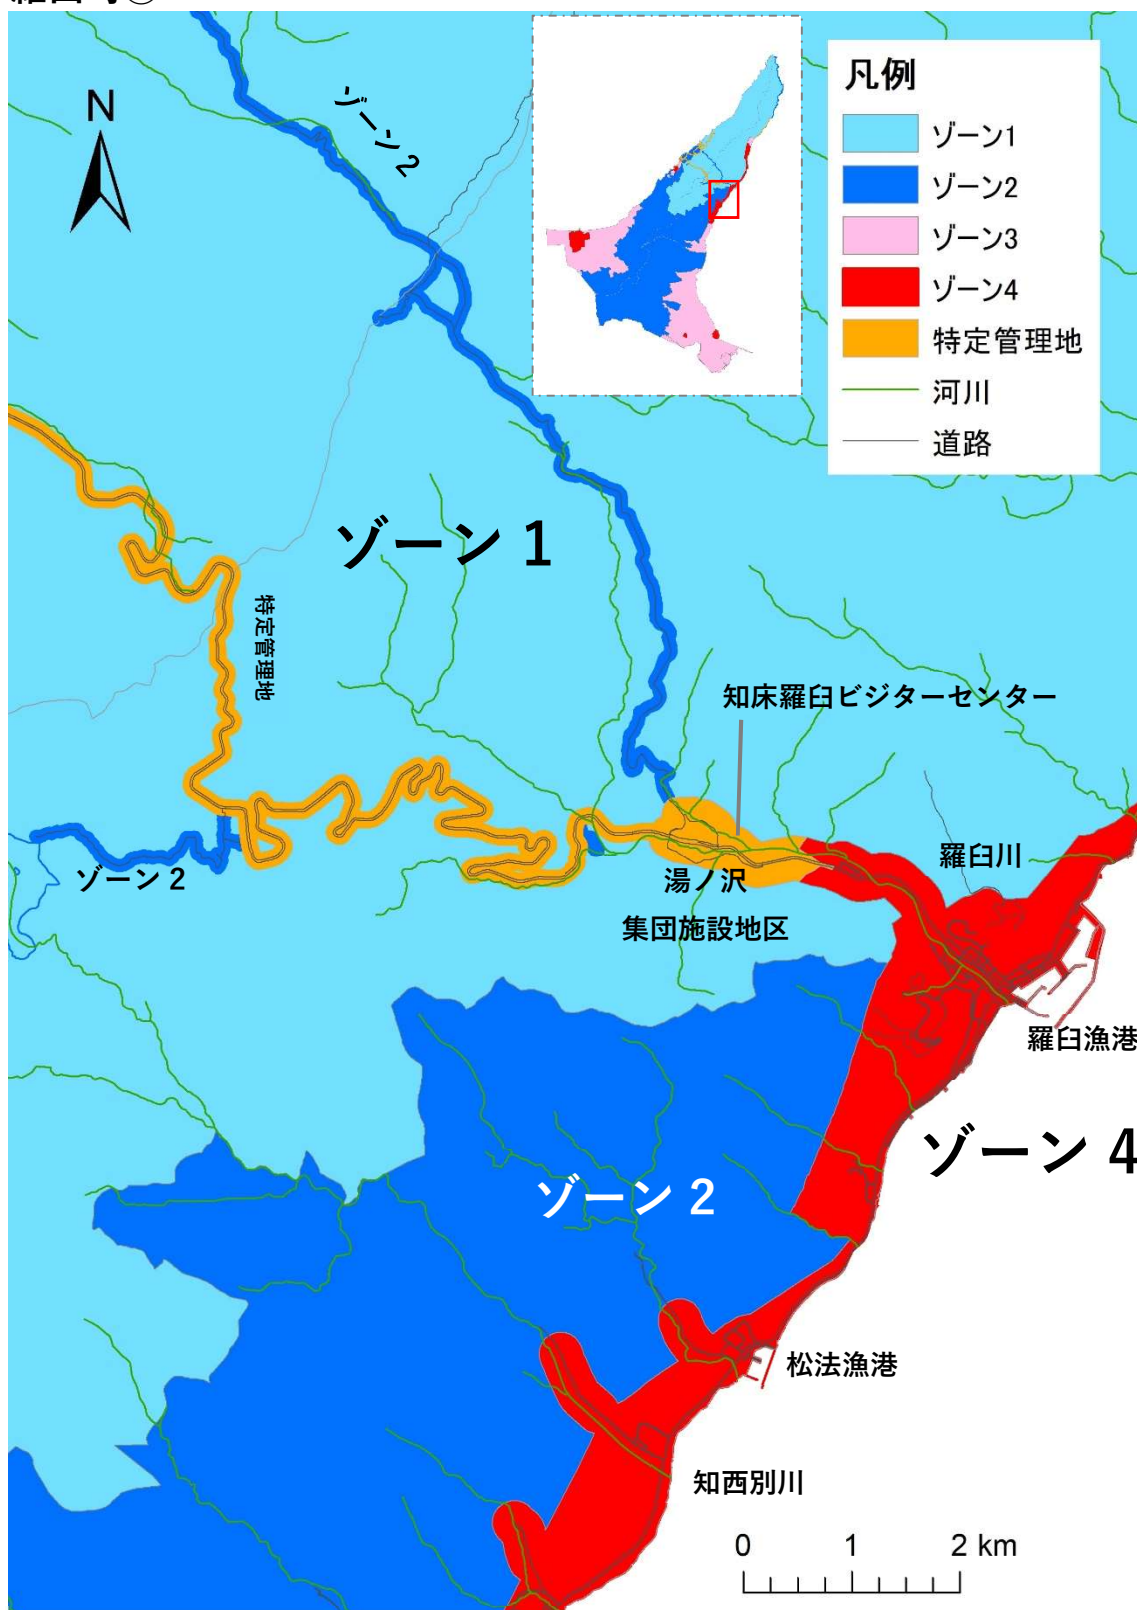 N
ゾーン2
凡例
ゾーン1
ゾーン2
ゾーン3
ゾーン4
特定管理地
河川
道路
ゾーン 1
特定管理地
知床羅臼ビジターセンター
ゾーン 2
湯ノ沢
集団施設地区
羅臼川
羅臼漁港
ゾーン 4
ゾーン 2
松法漁港
知西別川
0 1 2 km